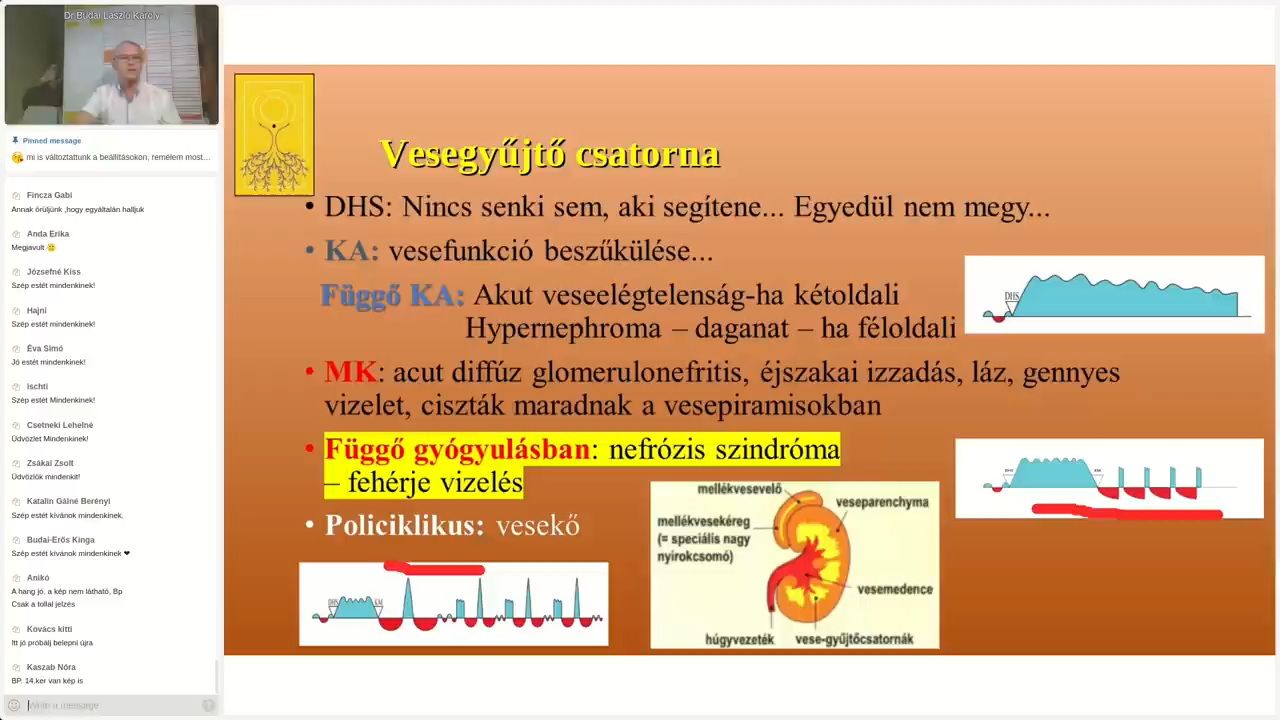 Dr Budai László Károly
Pinned message
mi is változtattunk a beállításokon, remélem most...
Fincza Gabi
Annak örüljünk ,hogy egyáltalán halljuk
Anda Erika
Megjavult
Józsefné Kiss
Szép estét mindenkinek!
Hajni
Szép estét mindenkinek!
Éva Simó
Jó estét mindenkinek!
ischti
Szép estét Mindenkinek!
Csetneki Lehelné
Üdvözlet Mindenkinek!
Zsákai Zsolt
Üdvözlök mindenkit!
Katalin Gálné Berényi
Szép estét kívánok mindenkinek.
Budai-Erős Kinga
Szép estét kívánok mindenkinek ❤
Anikó
A hang jó, a kép nem látható, Bp
Csak a tollal jelzés
Kovács kitti
Itt jó próbálj belepni újra
Kaszab Nóra
BP. 14.ker van kép is
Write a message
Vesegyűjtő csatorna
• DHS: Nincs senki sem, aki segítene... Egyedül nem megy...
• KA: vesefunkció beszűkülése...
Függő KA: Akut veseelégtelenság-ha kétoldali
Hypernephroma – daganat – ha féloldali
DHS
• MK: acut diffúz glomerulonefritis, éjszakai izzadás, láz, gennyes
vizelet, ciszták maradnak a vesepiramisokban
• Függő gyógyulásban: nefrózis szindróma
– fehérje vizelés
• Policiklikus: vesekő
DHS
mellékvesevelő
veseparenchyma
mellékvesekéreg
(= speciális nagy
nyirokcsomó)
vesemedence
húgyvezeték
vese-gyűjtőcsatornák